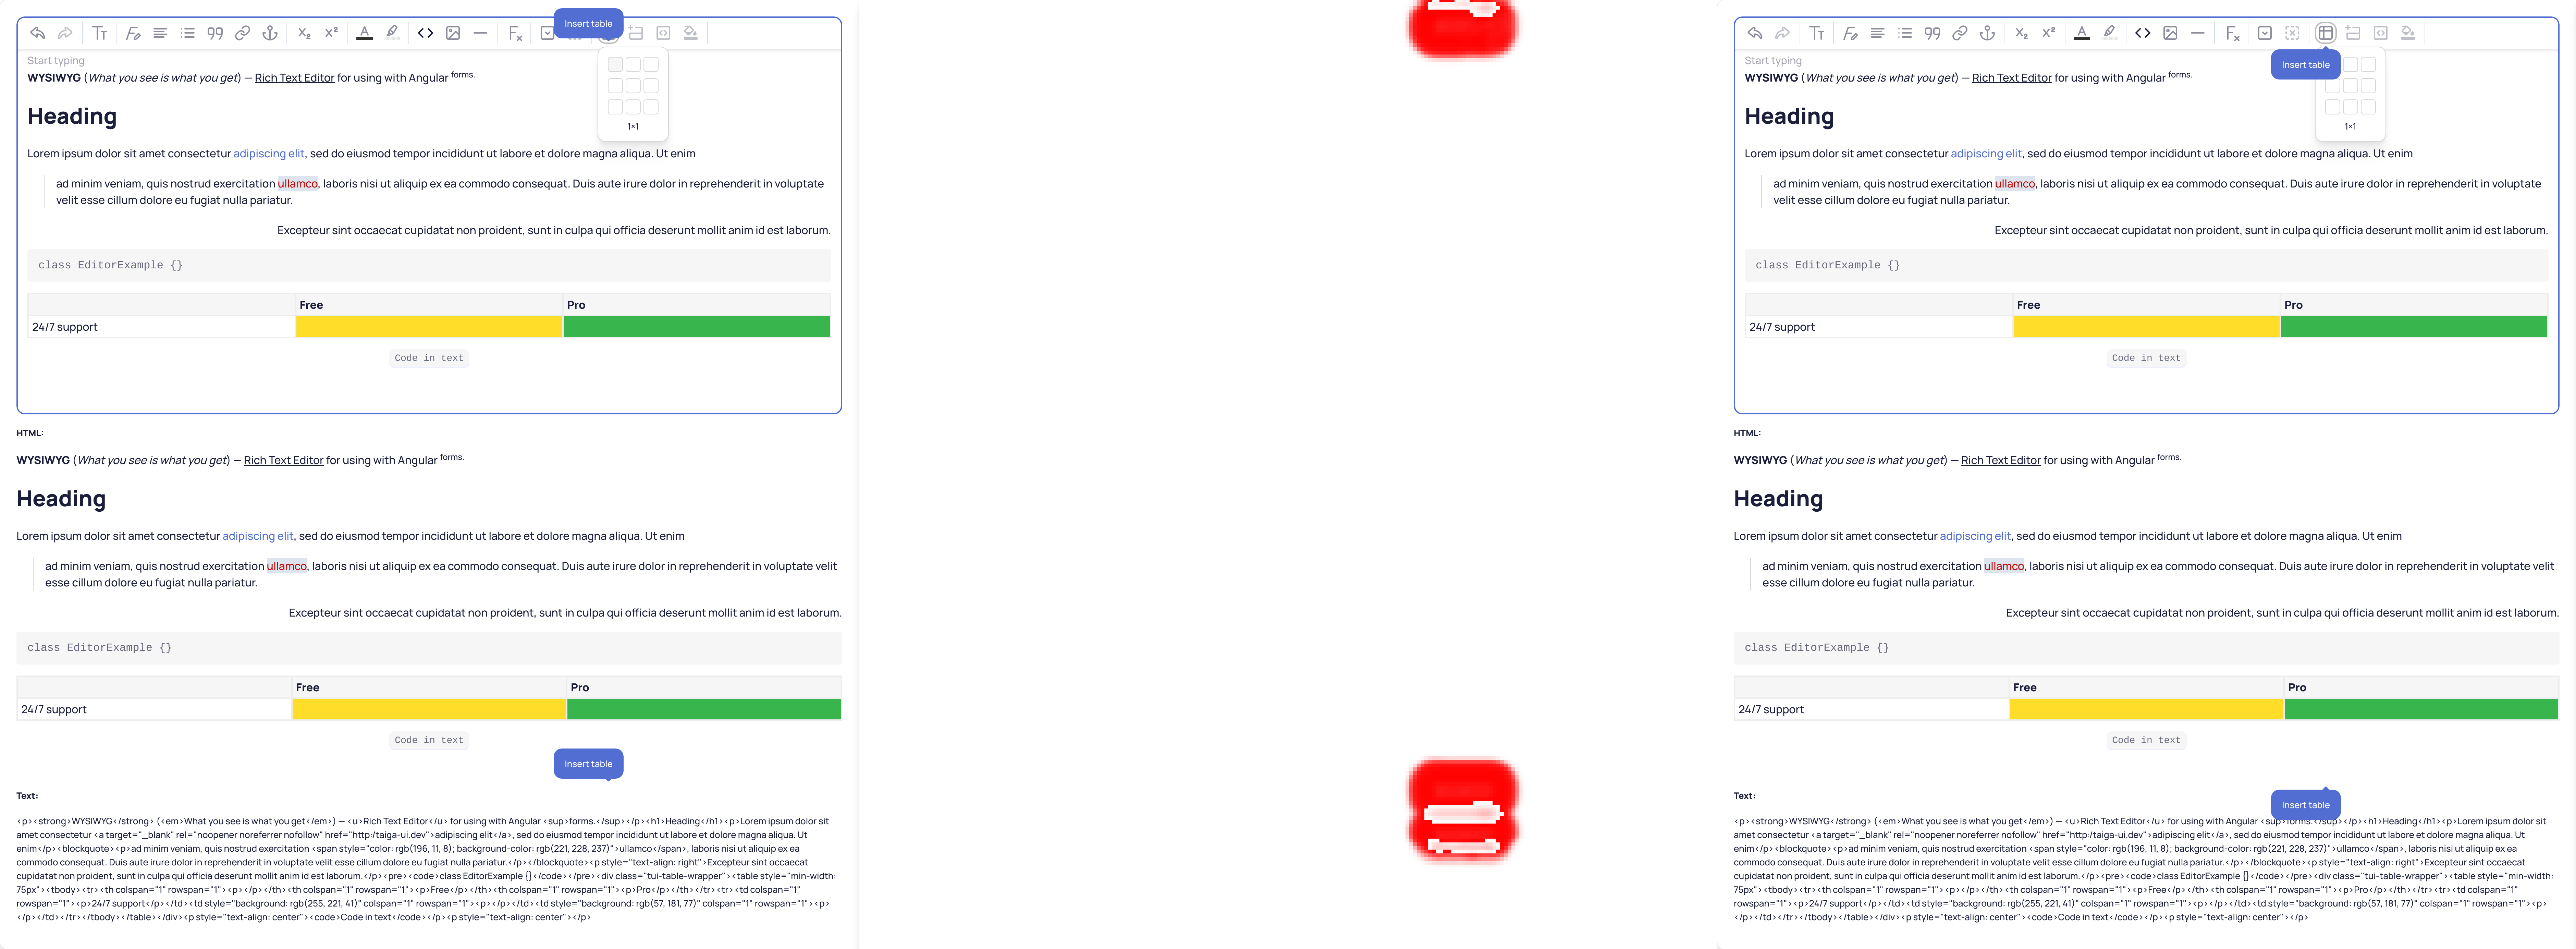 Insert table
Start typing
WYSIWYG (What you see is what you get) — Rich Text Editor for using with Angular forms.
1×1
Heading
Lorem ipsum dolor sit amet consectetur adipiscing elit, sed do eiusmod tempor incididunt ut labore et dolore magna aliqua. Ut enim
ad minim veniam, quis nostrud exercitation ullamco, laboris nisi ut aliquip ex ea commodo consequat. Duis aute irure dolor in reprehenderit in voluptate
velit esse cillum dolore eu fugiat nulla pariatur.
Excepteur sint occaecat cupidatat non proident, sunt in culpa qui officia deserunt mollit anim id est laborum.
class EditorExample {}
Free Pro
24/7 support
Code in text
HTML:
WYSIWYG (What you see is what you get) — Rich Text Editor for using with Angular forms.
Heading
Lorem ipsum dolor sit amet consectetur adipiscing elit, sed do eiusmod tempor incididunt ut labore et dolore magna aliqua. Ut enim
ad minim veniam, quis nostrud exercitation ullamco, laboris nisi ut aliquip ex ea commodo consequat. Duis aute irure dolor in reprehenderit in voluptate velit
esse cillum dolore eu fugiat nulla pariatur.
Excepteur sint occaecat cupidatat non proident, sunt in culpa qui officia deserunt mollit anim id est laborum.
class EditorExample {}
Free Pro
24/7 support
Code in text
Insert table
Text:
<p><strong>WYSIWYG</strong> (<em>What you see is what you get</em>) — <u>Rich Text Editor</u> for using with Angular <sup>forms.</sup></p><h1>Heading</h1><p>Lorem ipsum dolor sit
amet consectetur <a target="_blank" rel="noopener noreferrer nofollow" href="http:/taiga-ui.dev">adipiscing elit</a>, sed do eiusmod tempor incididunt ut labore et dolore magna aliqua. Ut
enim</p><blockquote><p>ad minim veniam, quis nostrud exercitation <span style="color: rgb(196, 11, 8); background-color: rgb(221, 228, 237)">ullamco</span>, laboris nisi ut aliquip ex ea
commodo consequat. Duis aute irure dolor in reprehenderit in voluptate velit esse cillum dolore eu fugiat nulla pariatur.</p></blockquote><p style="text-align: right">Excepteur sint occaecat
cupidatat non proident, sunt in culpa qui officia deserunt mollit anim id est laborum.</p><pre><code>class EditorExample {}</code></pre><div class="tui-table-wrapper"><table style="min-width:
75px"><tbody><tr><th colspan="1" rowspan="1"><p></p></th><th colspan="1" rowspan="1"><p>Free</p></th><th colspan="1" rowspan="1"><p>Pro</p></th></tr><tr><td colspan="1"
rowspan="1"><p>24/7 support</p></td><td style="background: rgb(255, 221, 41)" colspan="1" rowspan="1"><p></p></td><td style="background: rgb(57, 181, 77)" colspan="1" rowspan="1"><p>
</p></td></tr></tbody></table></div><p style="text-align: center"><code>Code in text</code></p><p style="text-align: center"></p>
Start typing
Insert table
WYSIWYG (What you see is what you get) — Rich Text Editor for using with Angular forms.
1×1
Heading
Lorem ipsum dolor sit amet consectetur adipiscing elit, sed do eiusmod tempor incididunt ut labore et dolore magna aliqua. Ut enim
ad minim veniam, quis nostrud exercitation ullamco, laboris nisi ut aliquip ex ea commodo consequat. Duis aute irure dolor in reprehenderit in voluptate
velit esse cillum dolore eu fugiat nulla pariatur.
Excepteur sint occaecat cupidatat non proident, sunt in culpa qui officia deserunt mollit anim id est laborum.
class EditorExample {}
Free Pro
24/7 support
Code in text
HTML:
WYSIWYG (What you see is what you get) — Rich Text Editor for using with Angular forms.
Heading
Lorem ipsum dolor sit amet consectetur adipiscing elit, sed do eiusmod tempor incididunt ut labore et dolore magna aliqua. Ut enim
ad minim veniam, quis nostrud exercitation ullamco, laboris nisi ut aliquip ex ea commodo consequat. Duis aute irure dolor in reprehenderit in voluptate velit
esse cillum dolore eu fugiat nulla pariatur.
Excepteur sint occaecat cupidatat non proident, sunt in culpa qui officia deserunt mollit anim id est laborum.
class EditorExample {}
Free Pro
24/7 support
Code in text
Text:
Insert table
<p><strong>WYSIWYG</strong> (<em>What you see is what you get</em>) — <u>Rich Text Editor</u> for using with Angular <sup>forms.</sup></p><h1>Heading</h1><p>Lorem ipsum dolor sit
amet consectetur <a target="_blank" rel="noopener noreferrer nofollow" href="http:/taiga-ui.dev">adipiscing elit</a>, sed do eiusmod tempor incididunt ut labore et dolore magna aliqua. Ut
enim</p><blockquote><p>ad minim veniam, quis nostrud exercitation <span style="color: rgb(196, 11, 8); background-color: rgb(221, 228, 237)">ullamco</span>, laboris nisi ut aliquip ex ea
commodo consequat. Duis aute irure dolor in reprehenderit in voluptate velit esse cillum dolore eu fugiat nulla pariatur.</p></blockquote><p style="text-align: right">Excepteur sint occaecat
cupidatat non proident, sunt in culpa qui officia deserunt mollit anim id est laborum.</p><pre><code>class EditorExample {}</code></pre><div class="tui-table-wrapper"><table style="min-width:
75px"><tbody><tr><th colspan="1" rowspan="1"><p></p></th><th colspan="1" rowspan="1"><p>Free</p></th><th colspan="1" rowspan="1"><p>Pro</p></th></tr><tr><td colspan="1"
rowspan="1"><p>24/7 support</p></td><td style="background: rgb(255, 221, 41)" colspan="1" rowspan="1"><p></p></td><td style="background: rgb(57, 181, 77)" colspan="1" rowspan="1"><p>
</p></td></tr></tbody></table></div><p style="text-align: center"><code>Code in text</code></p><p style="text-align: center"></p>